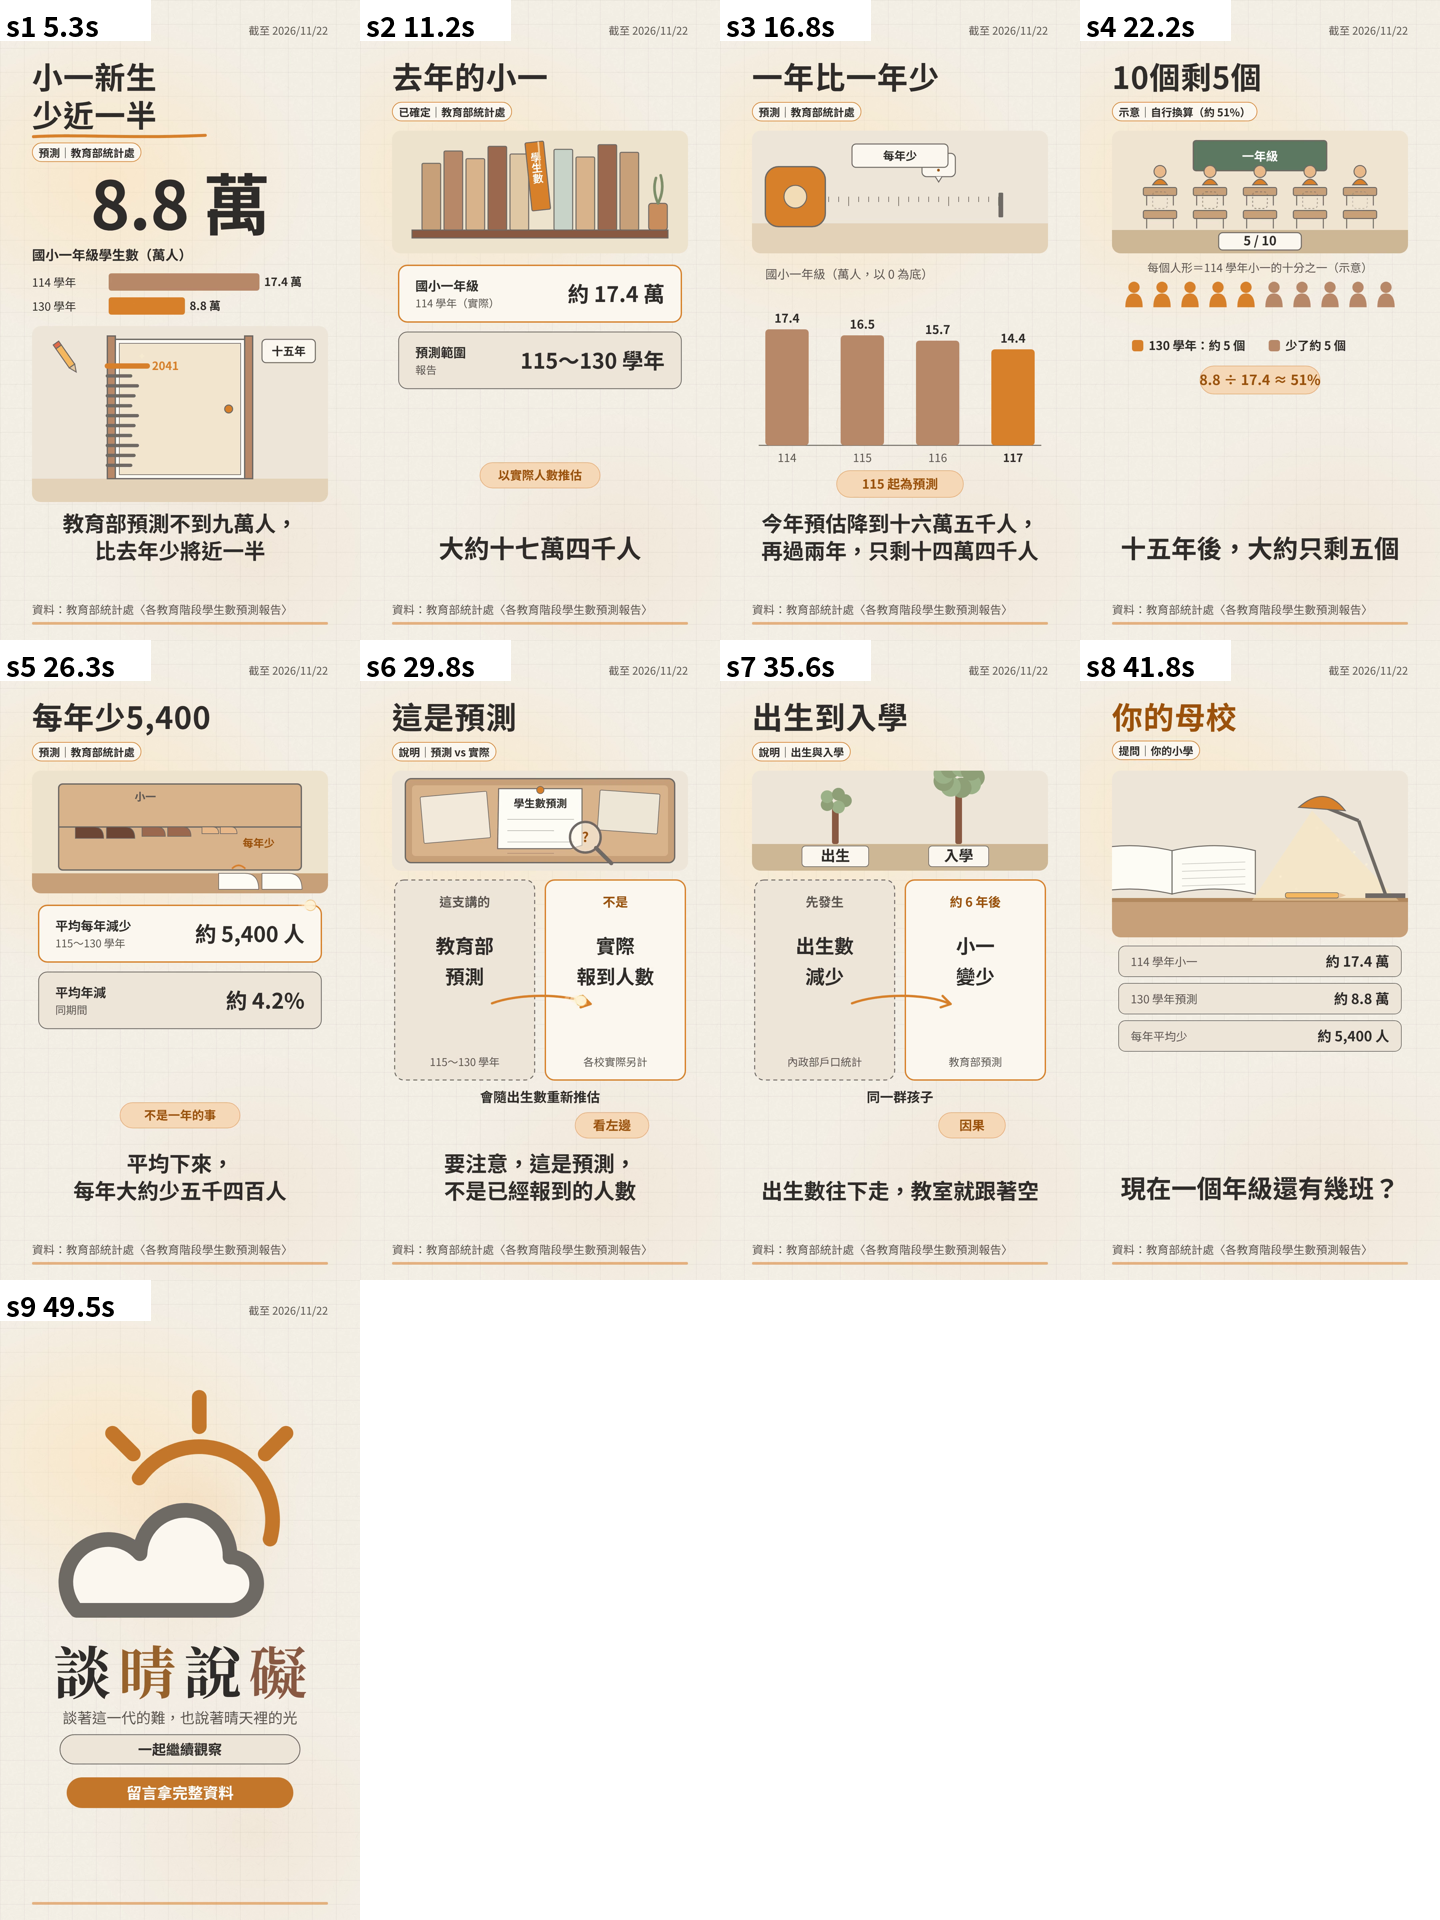 s1 5.3s
截至 2026/11/22
小一新生
少近一半
預測｜教育部統計處
8.8 萬
國小一年級學生數（萬人）
114 學年
17.4 萬
130 學年
8.8 萬
十五年
2041
教育部預測不到九萬人，
比去年少將近一半
資料：教育部統計處〈各教育階段學生數預測報告〉
s2 11.2s
截至 2026/11/22
去年的小一
已確定｜教育部統計處
學生數
國小一年級
114 學年（實際）
約 17.4 萬
預測範圍
報告
115～130 學年
以實際人數推估
大約十七萬四千人
資料：教育部統計處〈各教育階段學生數預測報告〉
s3 16.8s
截至 2026/11/22
一年比一年少
預測｜教育部統計處
每年少
國小一年級（萬人，以 0 為底）
17.4
16.5
15.7
14.4
114
115
116
117
115 起為預測
今年預估降到十六萬五千人，
再過兩年，只剩十四萬四千人
資料：教育部統計處〈各教育階段學生數預測報告〉
s4 22.2s
截至 2026/11/22
10個剩5個
示意｜自行換算（約 51%）
一年級
5 / 10
每個人形＝114 學年小一的十分之一（示意）
130 學年：約 5 個
少了約 5 個
8.8 ÷ 17.4 ≈ 51%
十五年後，大約只剩五個
資料：教育部統計處〈各教育階段學生數預測報告〉
s5 26.3s
截至 2026/11/22
每年少5,400
預測｜教育部統計處
小一
每年少
平均每年減少
115～130 學年
約 5,400 人
平均年減
同期間
約 4.2%
不是一年的事
平均下來，
每年大約少五千四百人
資料：教育部統計處〈各教育階段學生數預測報告〉
s6 29.8s
截至 2026/11/22
這是預測
說明｜預測 vs 實際
學生數預測
?
這支講的
教育部
預測
115～130 學年
不是
實際
報到人數
各校實際另計
會隨出生數重新推估
看左邊
要注意，這是預測，
不是已經報到的人數
資料：教育部統計處〈各教育階段學生數預測報告〉
s7 35.6s
截至 2026/11/22
出生到入學
說明｜出生與入學
出生
入學
先發生
出生數
減少
內政部戶口統計
約 6 年後
小一
變少
教育部預測
同一群孩子
因果
出生數往下走，教室就跟著空
資料：教育部統計處〈各教育階段學生數預測報告〉
s8 41.8s
截至 2026/11/22
你的母校
提問｜你的小學
114 學年小一
約 17.4 萬
130 學年預測
約 8.8 萬
每年平均少
約 5,400 人
現在一個年級還有幾班？
資料：教育部統計處〈各教育階段學生數預測報告〉
s9 49.5s
截至 2026/11/22
談晴說礙
談著這一代的難，也說著晴天裡的光
一起繼續觀察
留言拿完整資料